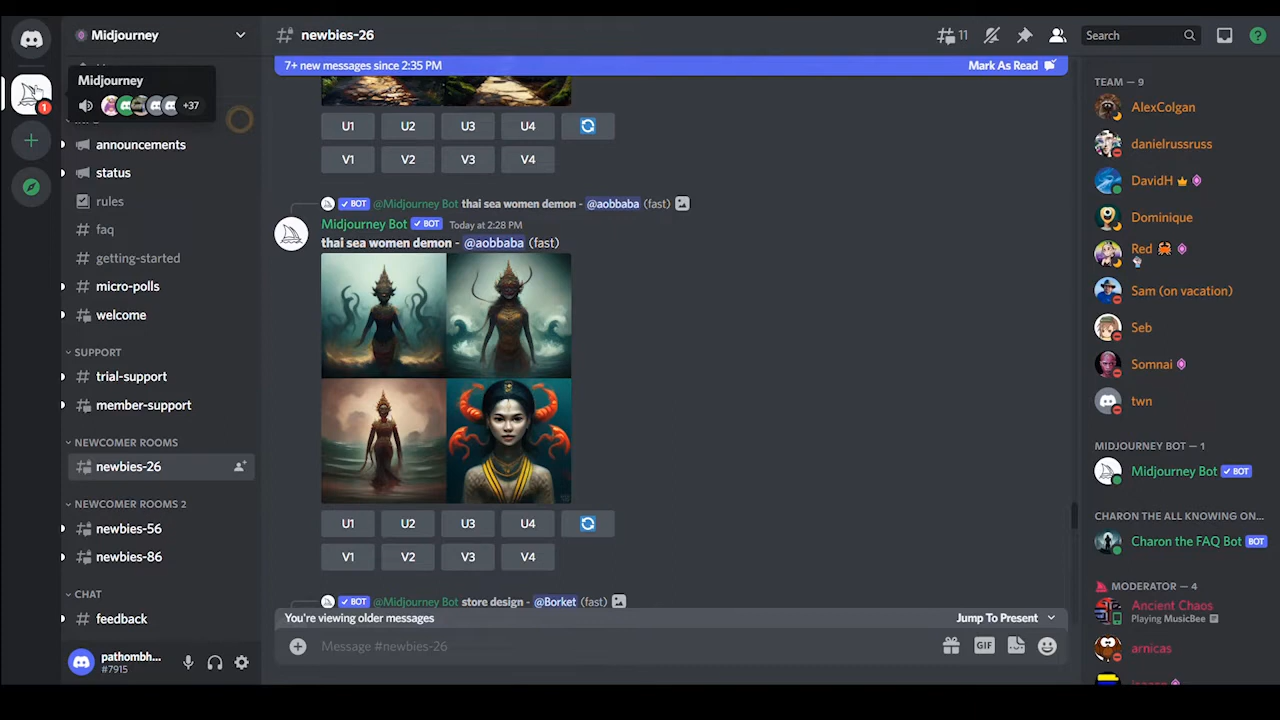 Midjourney
Midjourney
+37
1
announcements
status
rules
faq
getting-started
micro-polls
welcome
SUPPORT
trial-support
member-support
NEWCOMER ROOMS
newbies-26
NEWCOMER ROOMS 2
newbies-56
newbies-86
CHAT
feedback
pathombh...
#7915
newbies-26
11
Search
7+ new messages since 2:35 PM
Mark As Read
U1 U2 U3 U4
V1 V2 V3 V4
BOT @Midjourney Bot thai sea women demon - @aobbaba (fast)
Midjourney Bot BOT Today at 2:28 PM
thai sea women demon - @aobbaba (fast)
U1 U2 U3 U4
V1 V2 V3 V4
BOT @Midjourney Bot store design - @Borket (fast)
You're viewing older messages
Jump To Present
Message #newbies-26
GIF
TEAM — 9
AlexColgan
danielrussruss
DavidH
Dominique
Red
Sam (on vacation)
Seb
Somnai
twn
MIDJOURNEY BOT — 1
Midjourney Bot BOT
CHARON THE ALL KNOWING ON...
Charon the FAQ Bot BOT
MODERATOR — 4
Ancient Chaos
Playing MusicBee
arnicas